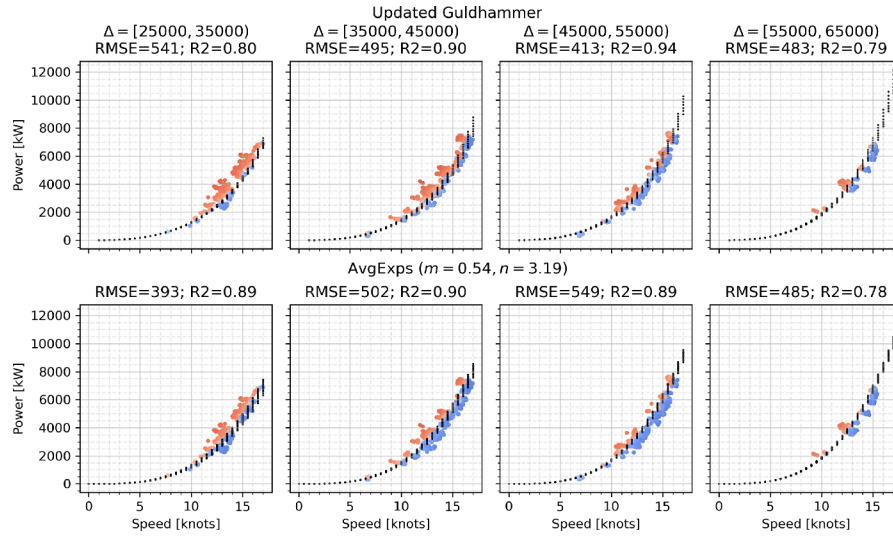 Updated Guldhammer
Δ = [25000, 35000) Δ = [35000, 45000) Δ = [45000, 55000) Δ = [55000, 65000)
RMSE=541; R2=0.80 RMSE=495; R2=0.90 RMSE=413; R2=0.94 RMSE=483; R2=0.79
12000
10000
8000
6000
4000
2000
0
Power [kW]
AvgExps (m = 0.54, n = 3.19)
RMSE=393; R2=0.89 RMSE=502; R2=0.90 RMSE=549; R2=0.89 RMSE=485; R2=0.78
12000
10000
8000
6000
4000
2000
0
Power [kW]
0 5 10 15 0 5 10 15 0 5 10 15 0 5 10 15
Speed [knots] Speed [knots] Speed [knots] Speed [knots]